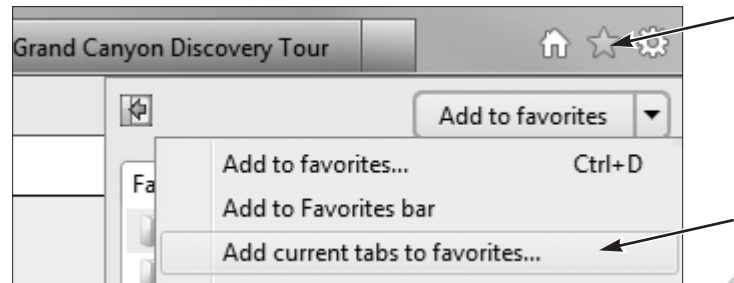 Grand Canyon Discovery Tour
Add to favorites
Fa
Add to favorites... Ctrl+D
Add to Favorites bar
Add current tabs to favorites...